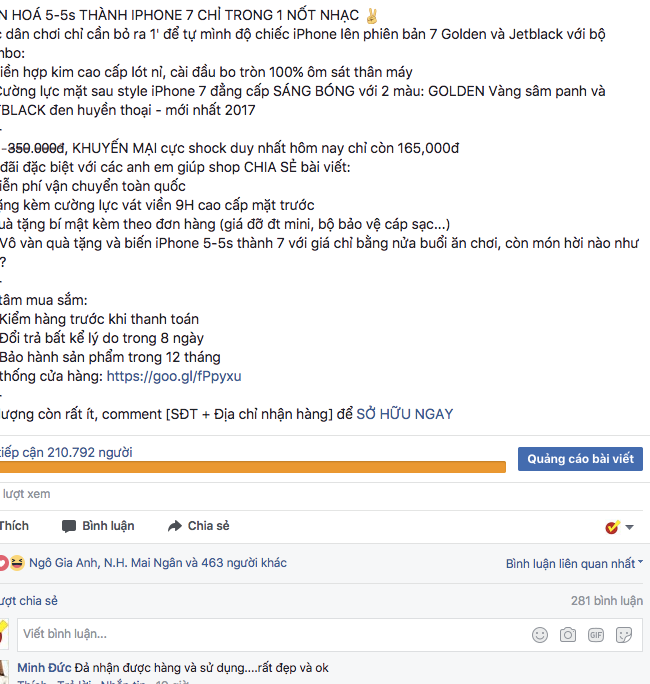 N HOÁ 5-5s THÀNH IPHONE 7 CHỈ TRONG 1 NỐT NHẠC ✌
c dân chơi chỉ cần bỏ ra 1' để tự mình độ chiếc iPhone lên phiên bản 7 Golden và Jetblack với bộ
mbo:
iền hợp kim cao cấp lót nỉ, cài đầu bo tròn 100% ôm sát thân máy
Cường lực mặt sau style iPhone 7 đẳng cấp SÁNG BÓNG với 2 màu: GOLDEN Vàng sâm panh và
TBLACK đen huyền thoại - mới nhất 2017
-
-350.000đ, KHUYẾN MẠI cực shock duy nhất hôm nay chỉ còn 165,000đ
đãi đặc biệt với các anh em giúp shop CHIA SẺ bài viết:
iễn phí vận chuyển toàn quốc
ặng kèm cường lực vát viền 9H cao cấp mặt trước
uà tặng bí mật kèm theo đơn hàng (giá đỡ đt mini, bộ bảo vệ cáp sạc...)
Vô vàn quà tặng và biến iPhone 5-5s thành 7 với giá chỉ bằng nửa buổi ăn chơi, còn món hời nào như
?
-
tâm mua sắm:
Kiểm hàng trước khi thanh toán
Đổi trả bất kể lý do trong 8 ngày
Bảo hành sản phẩm trong 12 tháng
thống cửa hàng: https://goo.gl/fPpyxu
-
lượng còn rất ít, comment [SĐT + Địa chỉ nhận hàng] để SỞ HỮU NGAY
tiếp cận 210.792 người
Quảng cáo bài viết
lượt xem
Thích Bình luận Chia sẻ
Ngô Gia Anh, N.H. Mai Ngân và 463 người khác
Bình luận liên quan nhất
ượt chia sẻ
281 bình luận
Viết bình luận...
GIF
Minh Đức Đả nhận được hàng và sử dụng....rất đẹp và ok